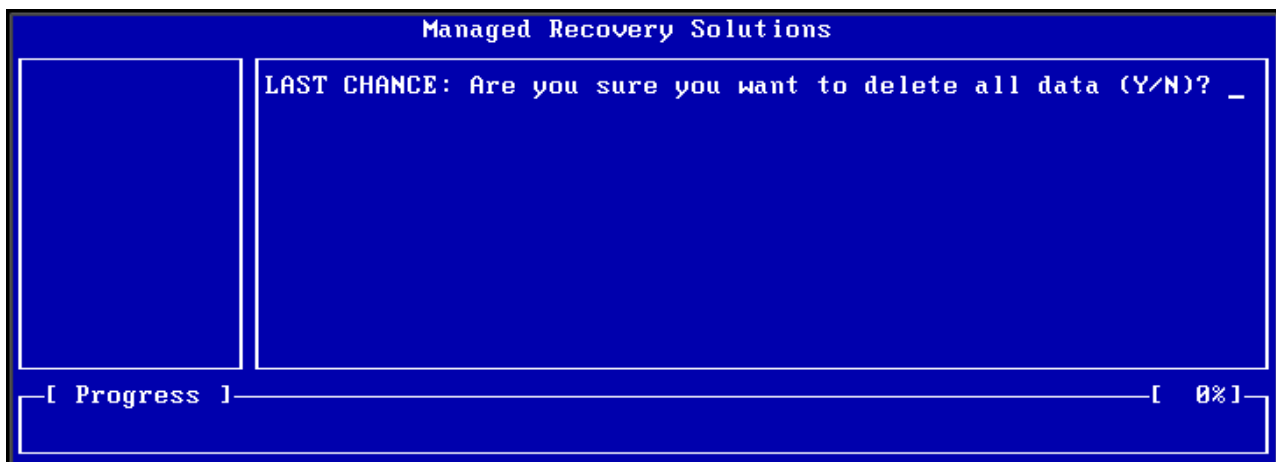 Managed Recovery Solutions
LAST CHANCE: Are you sure you want to delete all data (Y/N)? _
[ Progress ] [ 0%]